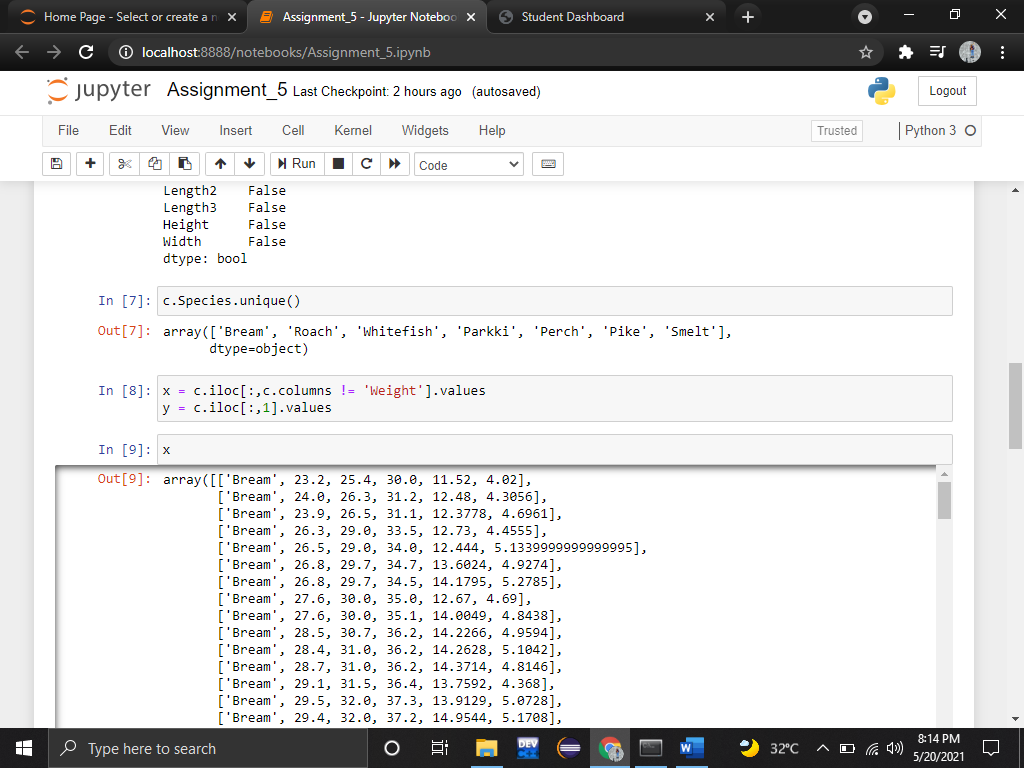 Home Page - Select or create a n
Assignment_5 - Jupyter Noteboo
Student Dashboard
localhost:8888/notebooks/Assignment_5.ipynb
jupyter
Assignment_5 Last Checkpoint: 2 hours ago (autosaved)
Logout
File Edit View Insert Cell Kernel Widgets Help
Trusted
Python 3
Run
Code
Length2 False
Length3 False
Height False
Width False
dtype: bool
In [7]: c.Species.unique()
Out[7]: array(['Bream', 'Roach', 'Whitefish', 'Parkki', 'Perch', 'Pike', 'Smelt'],
dtype=object)
In [8]: x = c.iloc[:,c.columns != 'Weight'].values
y = c.iloc[:,1].values
In [9]: x
Out[9]: array([['Bream', 23.2, 25.4, 30.0, 11.52, 4.02],
['Bream', 24.0, 26.3, 31.2, 12.48, 4.3056],
['Bream', 23.9, 26.5, 31.1, 12.3778, 4.6961],
['Bream', 26.3, 29.0, 33.5, 12.73, 4.4555],
['Bream', 26.5, 29.0, 34.0, 12.444, 5.1339999999999995],
['Bream', 26.8, 29.7, 34.7, 13.6024, 4.9274],
['Bream', 26.8, 29.7, 34.5, 14.1795, 5.2785],
['Bream', 27.6, 30.0, 35.0, 12.67, 4.69],
['Bream', 27.6, 30.0, 35.1, 14.0049, 4.8438],
['Bream', 28.5, 30.7, 36.2, 14.2266, 4.9594],
['Bream', 28.4, 31.0, 36.2, 14.2628, 5.1042],
['Bream', 28.7, 31.0, 36.2, 14.3714, 4.8146],
['Bream', 29.1, 31.5, 36.4, 13.7592, 4.368],
['Bream', 29.5, 32.0, 37.3, 13.9129, 5.0728],
['Bream', 29.4, 32.0, 37.2, 14.9544, 5.1708],
Type here to search
DEV
32°C
8:14 PM
5/20/2021